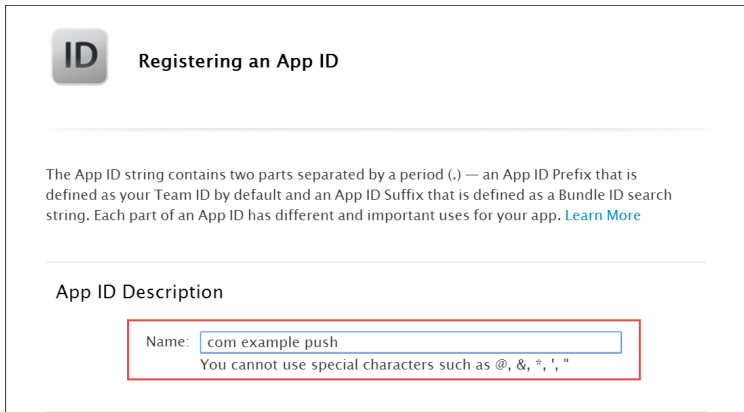 ID
Registering an App ID
The App ID string contains two parts separated by a period (.) — an App ID Prefix that is
defined as your Team ID by default and an App ID Suffix that is defined as a Bundle ID search
string. Each part of an App ID has different and important uses for your app. Learn More
App ID Description
Name: com example push
You cannot use special characters such as @, &, *, ', "